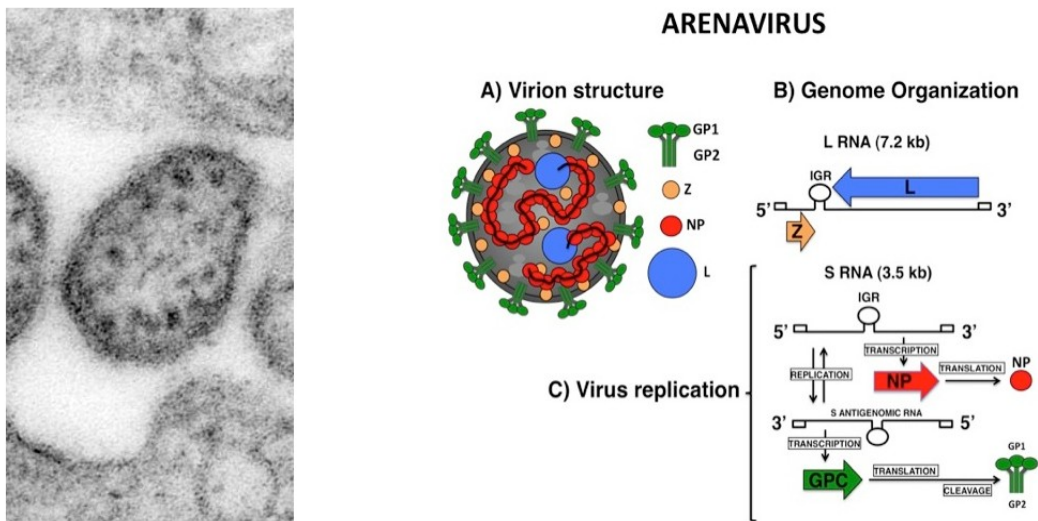 ARENAVIRUS
A) Virion structure
GP1
GP2
Z
NP
L
B) Genome Organization
L RNA (7.2 kb)
IGR
L
5’ 3’
Z
S RNA (3.5 kb)
IGR
5’ 3’
TRANSCRIPTION
C) Virus replication
REPLICATION
NP
TRANSLATION
NP
S ANTIGENOMIC RNA
3’ 5’
TRANSCRIPTION
GPC
TRANSLATION
CLEAVAGE
GP1
GP2